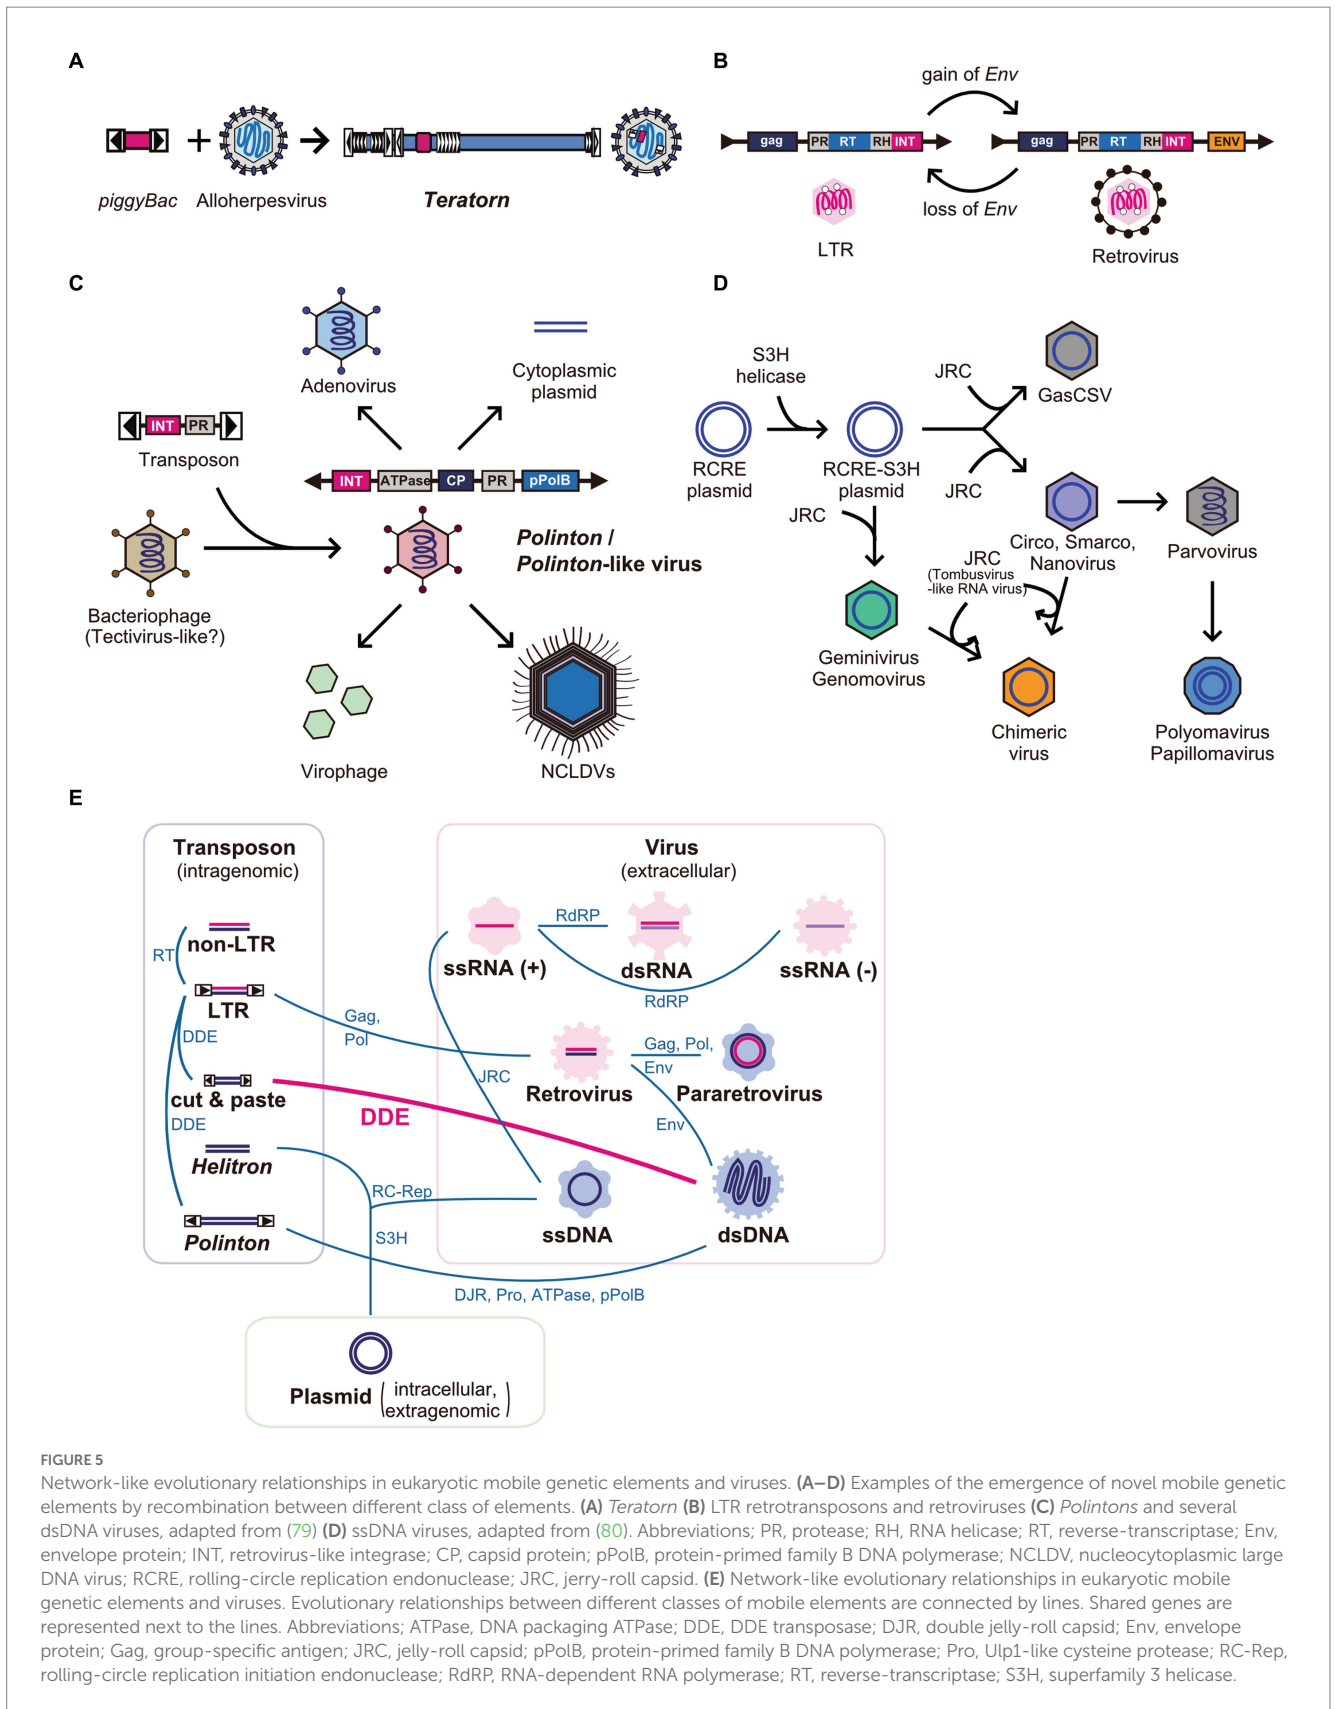 A
piggyBac
Alloherpesvirus
Teratorn
B
gain of Env
gag PR RT RH INT
gag PR RT RH INT ENV
loss of Env
LTR
Retrovirus
C
Adenovirus
Cytoplasmic
plasmid
INT PR
Transposon
INT ATPase CP PR pPolB
Polinton /
Polinton-like virus
Bacteriophage
(Tectivirus-like?)
Virophage
NCLDVs
D
S3H
helicase
JRC
GasCSV
RCRE
plasmid
RCRE-S3H
plasmid
JRC
JRC
Circo, Smarco,
Nanovirus
Parvovirus
JRC
(Tombusvirus
-like RNA virus)
Geminivirus
Genomovirus
Chimeric
virus
Polyomavirus
Papillomavirus
E
Transposon
(intragenomic)
Virus
(extracellular)
non-LTR
RT
LTR
DDE
cut & paste
DDE
Helitron
Polinton
RdRP
ssRNA (+)
dsRNA
ssRNA (-)
RdRP
Gag,
Pol
JRC
Retrovirus
Gag, Pol,
Env
Pararetrovirus
Env
DDE
RC-Rep
S3H
ssDNA
dsDNA
DJR, Pro, ATPase, pPolB
Plasmid (intracellular,
extragenomic)
FIGURE 5
Network-like evolutionary relationships in eukaryotic mobile genetic elements and viruses. (A–D) Examples of the emergence of novel mobile genetic
elements by recombination between different class of elements. (A) Teratorn (B) LTR retrotransposons and retroviruses (C) Polintons and several
dsDNA viruses, adapted from (79) (D) ssDNA viruses, adapted from (80). Abbreviations; PR, protease; RH, RNA helicase; RT, reverse-transcriptase; Env,
envelope protein; INT, retrovirus-like integrase; CP, capsid protein; pPolB, protein-primed family B DNA polymerase; NCLDV, nucleocytoplasmic large
DNA virus; RCRE, rolling-circle replication endonuclease; JRC, jerry-roll capsid. (E) Network-like evolutionary relationships in eukaryotic mobile
genetic elements and viruses. Evolutionary relationships between different classes of mobile elements are connected by lines. Shared genes are
represented next to the lines. Abbreviations; ATPase, DNA packaging ATPase; DDE, DDE transposase; DJR, double jelly-roll capsid; Env, envelope
protein; Gag, group-specific antigen; JRC, jelly-roll capsid; pPolB, protein-primed family B DNA polymerase; Pro, Ulp1-like cysteine protease; RC-Rep,
rolling-circle replication initiation endonuclease; RdRP, RNA-dependent RNA polymerase; RT, reverse-transcriptase; S3H, superfamily 3 helicase.